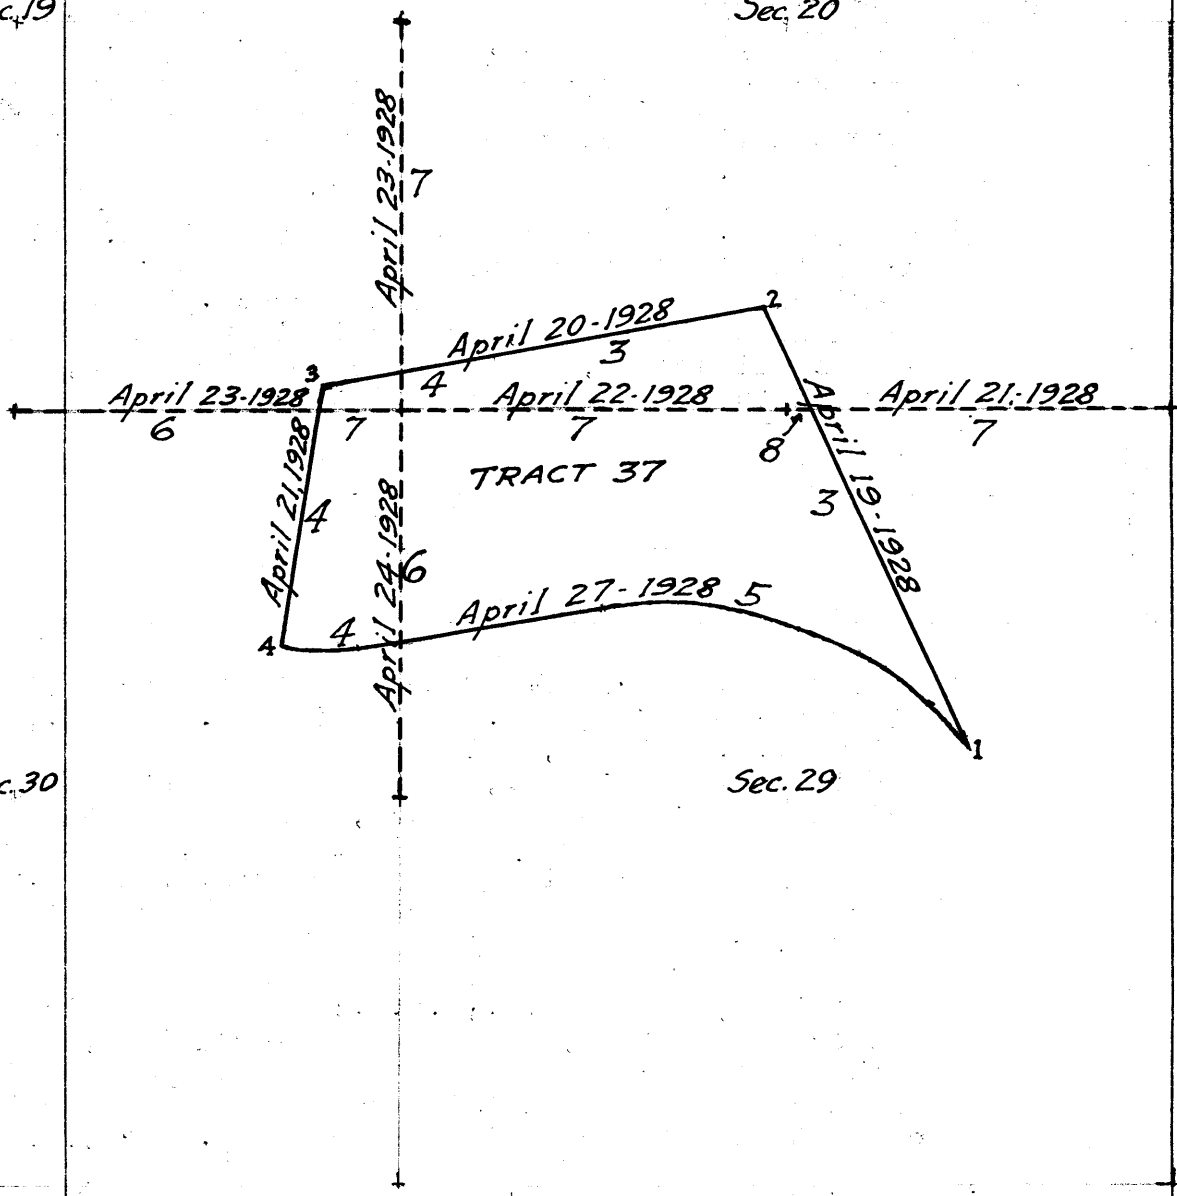 c. 19
Sec. 20
April 23-1928
7
2
April 20-1928
3
3
4
April 23-1928
April 22-1928
April 21,-1928
6
7
7
8
7
TRACT 37
April 19-1928
3
April 21, 1928
4
April 24-1928
6
April 27-1928
5
4
4
1
c. 30
Sec. 29